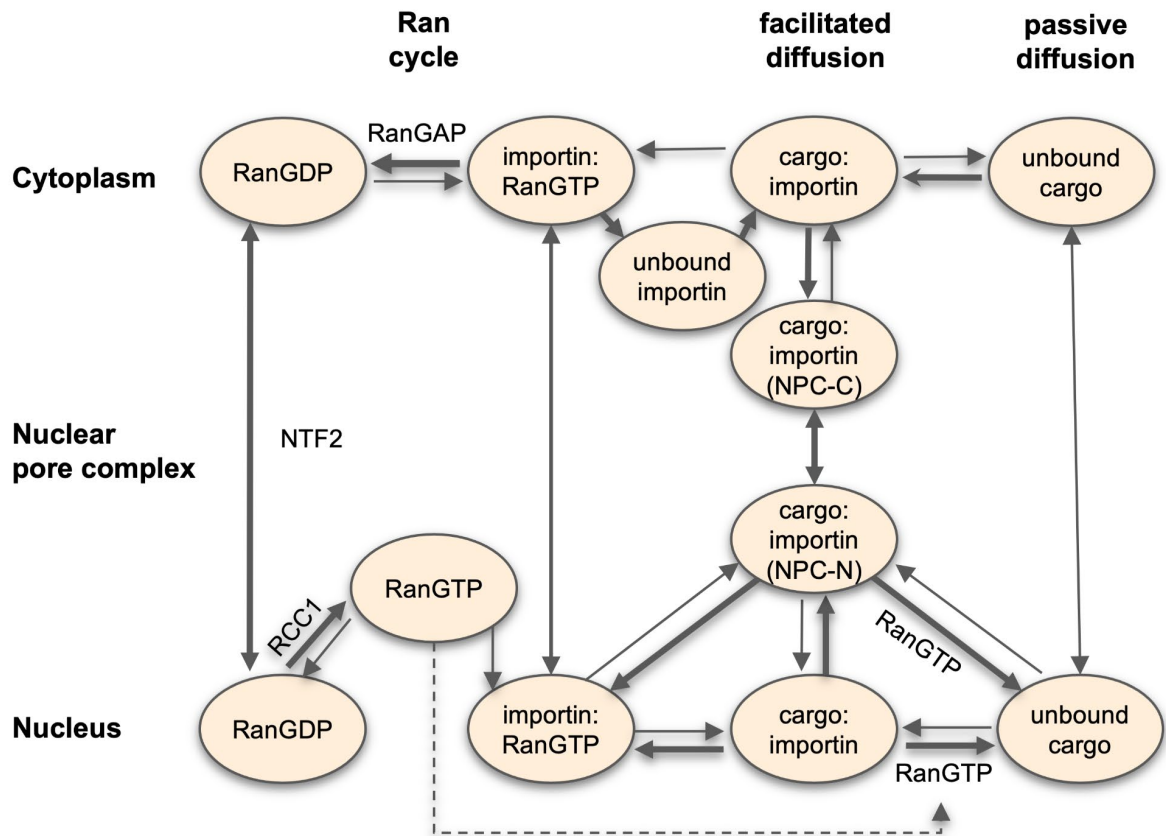 Ran
cycle
facilitated
diffusion
passive
diffusion
Cytoplasm
RanGDP
RanGAP
importin:
RanGTP
cargo:
importin
unbound
cargo
unbound
importin
cargo:
importin
(NPC-C)
Nuclear
pore complex
NTF2
cargo:
importin
(NPC-N)
RanGTP
RCC1
RanGTP
Nucleus
RanGDP
importin:
RanGTP
cargo:
importin
RanGTP
unbound
cargo